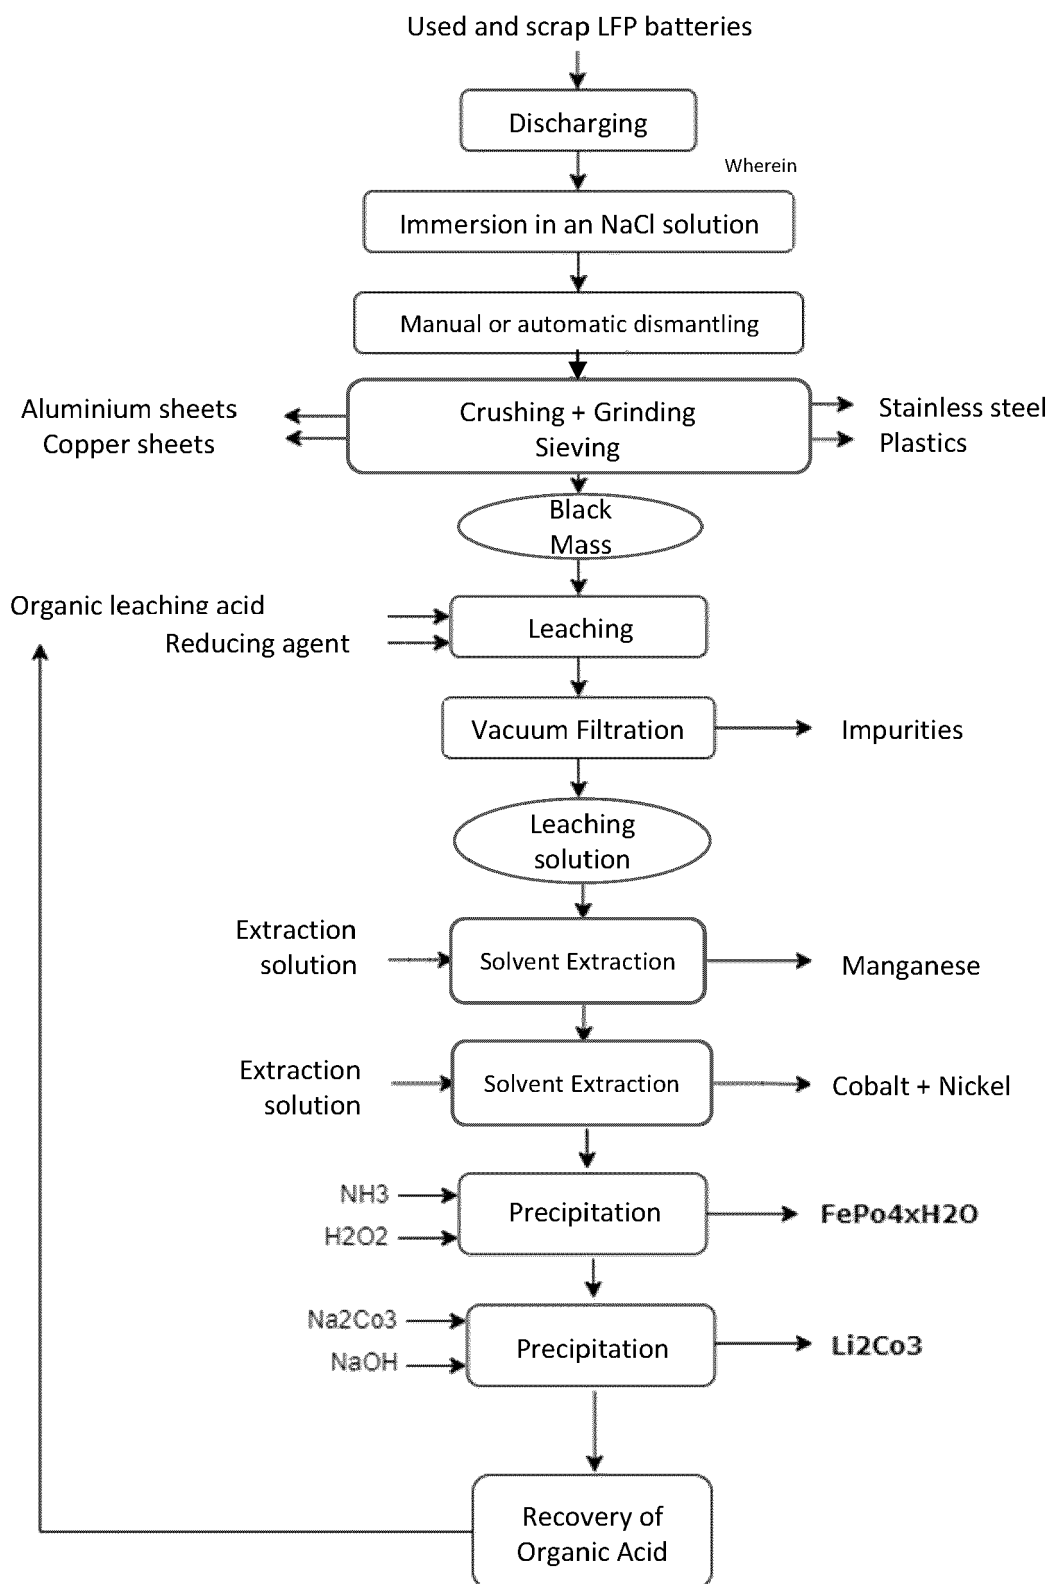 Used and scrap LFP batteries
Discharging
Wherein
Immersion in an NaCl solution
Manual or automatic dismantling
Aluminium sheets
Copper sheets
Crushing + Grinding
Sieving
Stainless steel
Plastics
Black
Mass
Organic leaching acid
Reducing agent
Leaching
Vacuum Filtration
Impurities
Leaching
solution
Extraction
solution
Solvent Extraction
Manganese
Extraction
solution
Solvent Extraction
Cobalt + Nickel
NH3
H2O2
Precipitation
FePo4xH2O
Na2Co3
NaOH
Precipitation
Li2Co3
Recovery of
Organic Acid